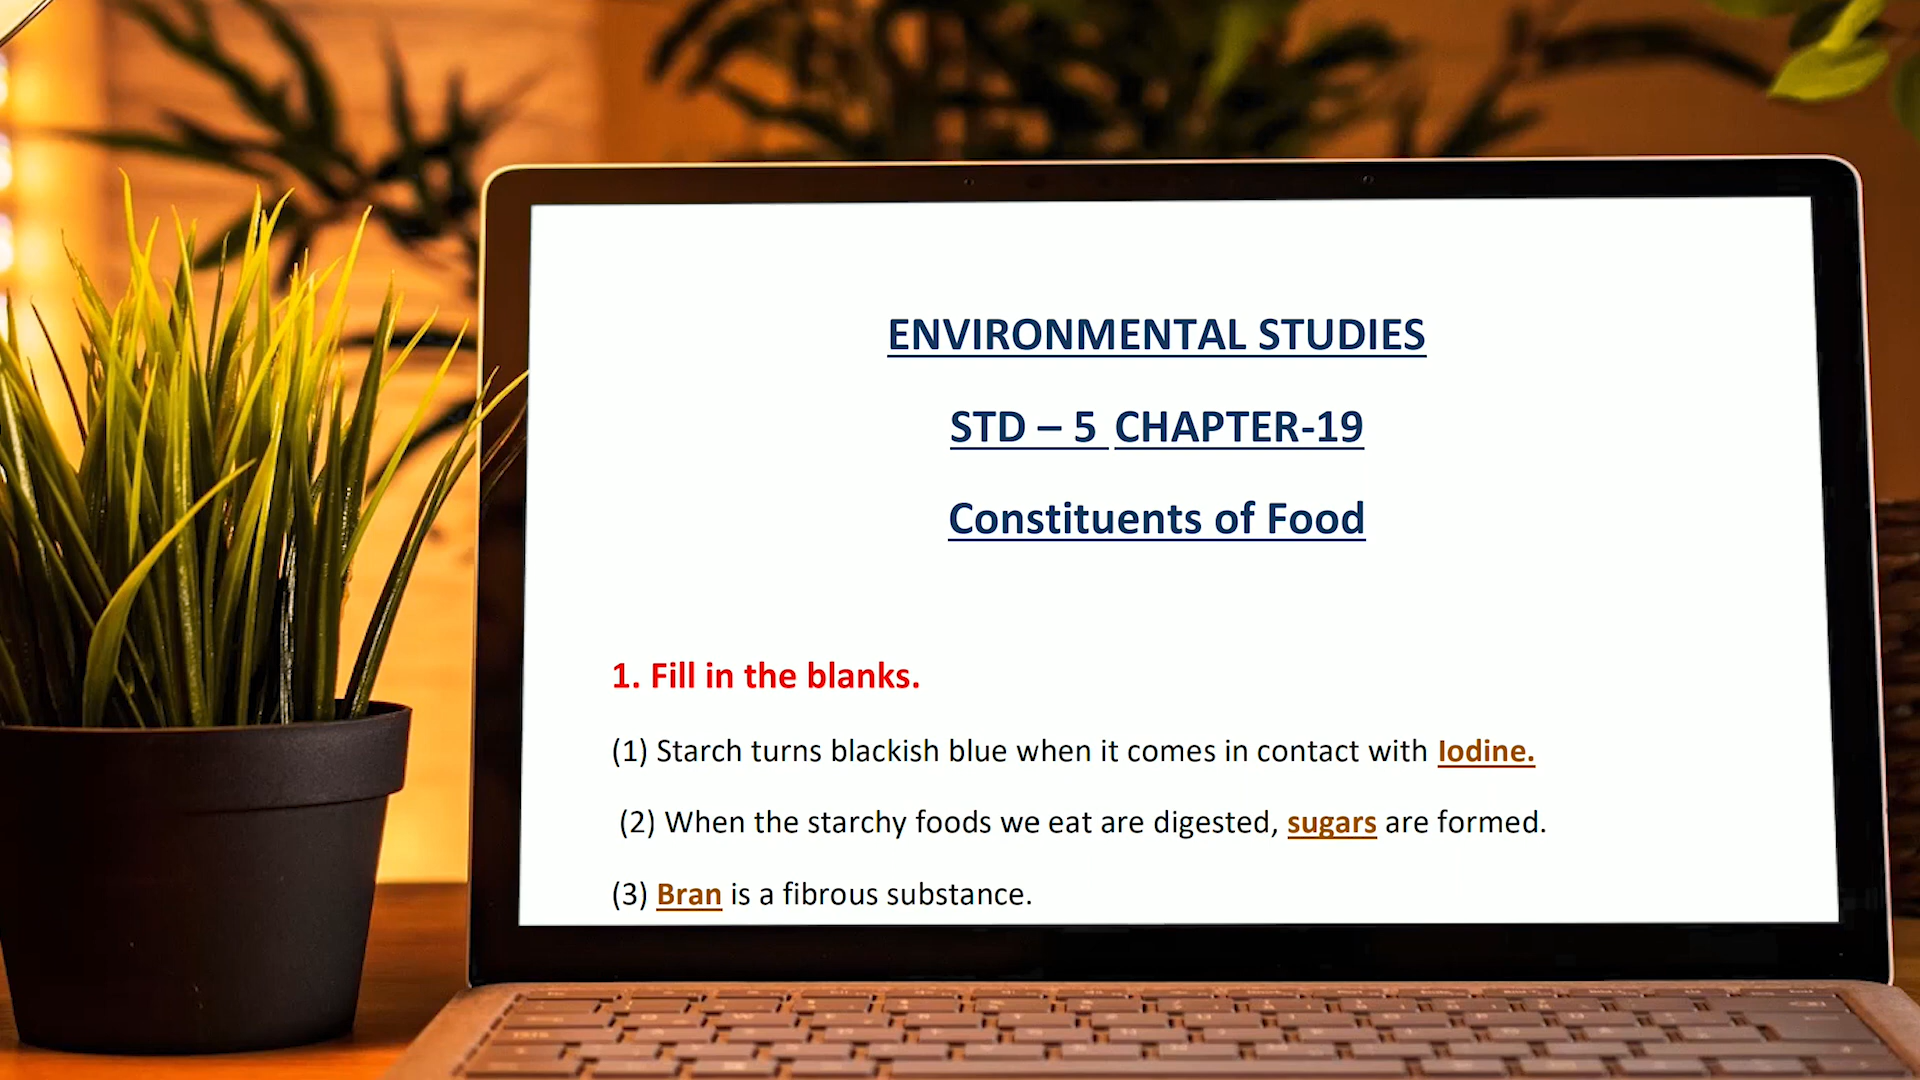 ENVIRONMENTAL STUDIES
STD – 5 CHAPTER-19
Constituents of Food
1. Fill in the blanks.
(1) Starch turns blackish blue when it comes in contact with Iodine.
(2) When the starchy foods we eat are digested, sugars are formed.
(3) Bran is a fibrous substance.